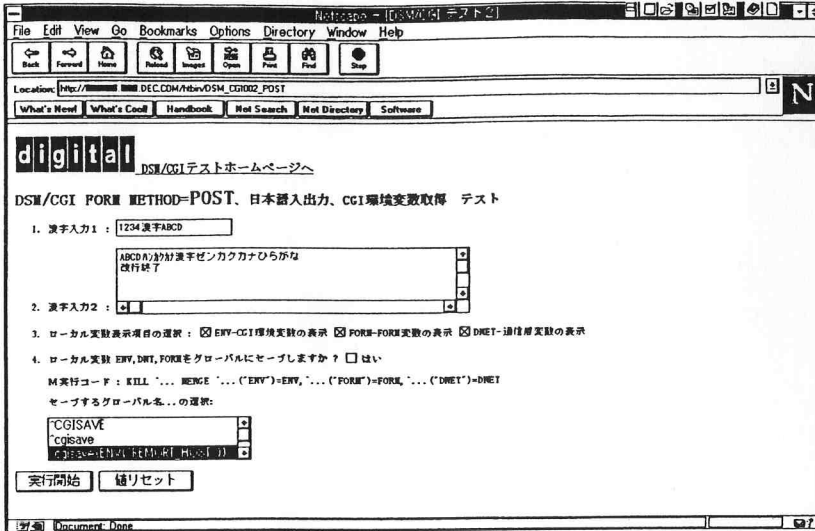 Netscape - [DSM/CGI テスト2]
File Edit View Go Bookmarks Options Directory Window Help
Back Forward Home Reload Images Open Print Find Stop
Location: http:// .DEC.COM/htbin/DSM_CGI002_POST
What's New! What's Cool! Handbook Net Search Net Directory Software
N
digital DSM/CGIテストホームページへ
DSM/CGI FORM METHOD=POST、日本語入出力、CGI環境変数取得 テスト
1. 漢字入力1 : 1234漢字ABCD
ABCDﾊﾝｶｸｶﾅ漢字ゼンカクカナひらがな
改行終了
2. 漢字入力2 :
3. ローカル変数表示項目の選択 : ENV-CGI環境変数の表示 FORM-FORM変数の表示 DNET-通信層変数の表示
4. ローカル変数 ENV,DNT,FORMをグローバルにセーブしますか ? はい
M実行コード : KILL ^... MERGE ^...("ENV")=ENV,^...("FORM")=FORM,^...("DNET")=DNET
セーブするグローバル名...の選択:
^CGISAVE
^cgisave
^cgisave(ENV("REMORT_HOST"))
実行開始 値リセット
Document: Done